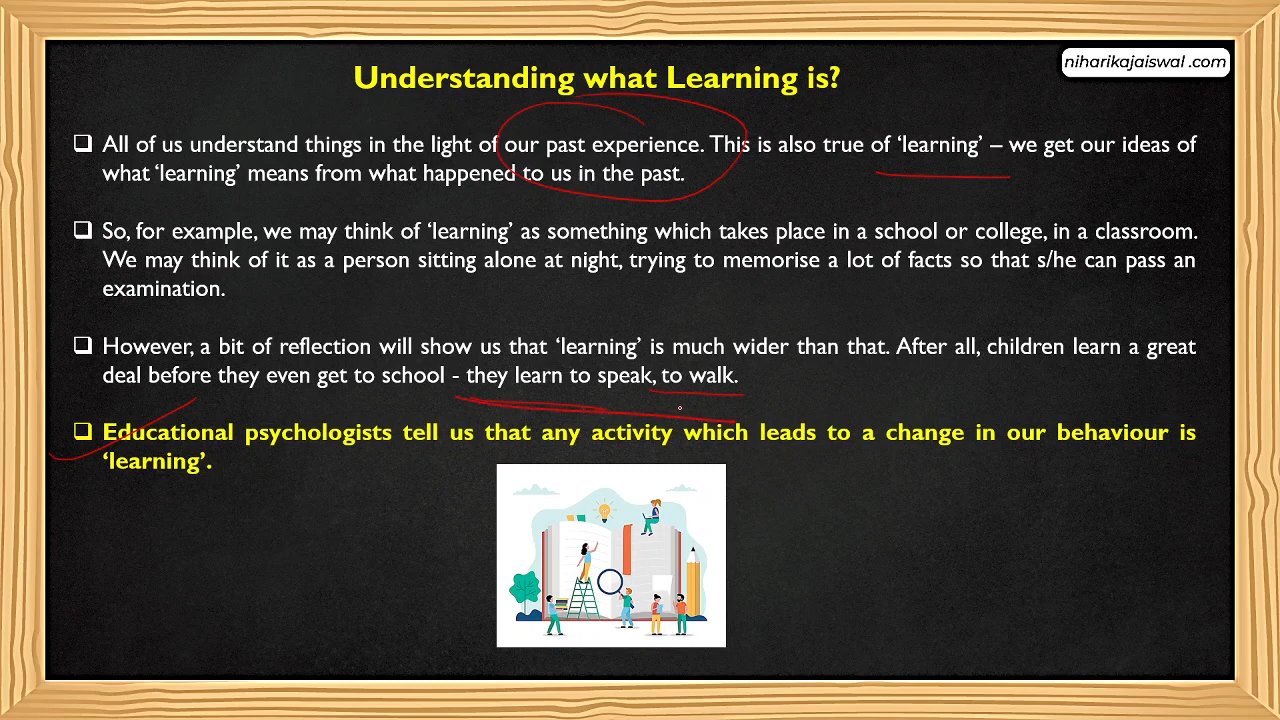 niharikajaiswal.com
Understanding what Learning is?
❑ All of us understand things in the light of our past experience. This is also true of ‘learning’ – we get our ideas of
what ‘learning’ means from what happened to us in the past.
❑ So, for example, we may think of ‘learning’ as something which takes place in a school or college, in a classroom.
We may think of it as a person sitting alone at night, trying to memorise a lot of facts so that s/he can pass an
examination.
❑ However, a bit of reflection will show us that ‘learning’ is much wider than that. After all, children learn a great
deal before they even get to school - they learn to speak, to walk.
❑ Educational psychologists tell us that any activity which leads to a change in our behaviour is
‘learning’.